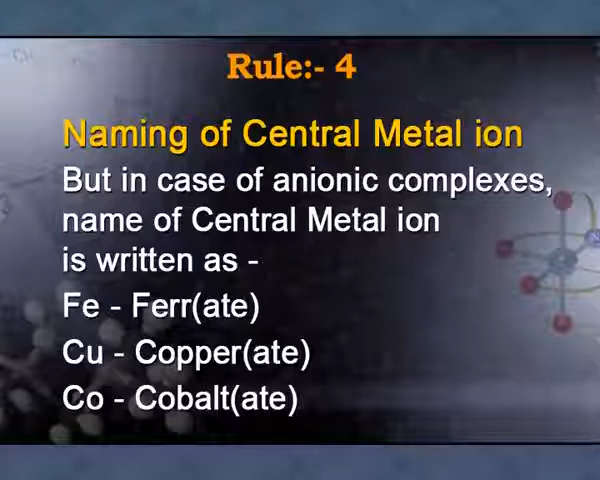 Rule:- 4
Naming of Central Metal ion
But in case of anionic complexes,
name of Central Metal ion
is written as -
Fe - Ferr(ate)
Cu - Copper(ate)
Co - Cobalt(ate)